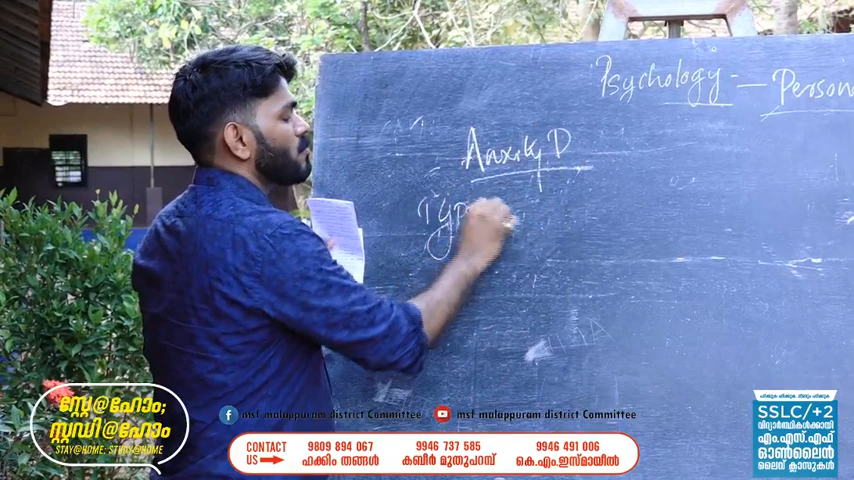 Psychology - Person
Anxity D
Typ
സ്റ്റേ@ഹോം;
സ്റ്റഡി@ഹോം
STAY@HOME; STUDY@HOME
msf malappuram district Committee
msf malappuram district Committee
CONTACT US
9809 894 067
ഹക്കിം തങ്ങൾ
9946 737 585
കബീർ മുതുപറമ്പ്
9946 491 006
കെ.എം.ഇസ്മായീൽ
SSLC/+2
വിദ്യാർത്ഥികൾക്കായി
എം.എസ്.എഫ്
ഓൺലൈൻ
ലൈവ് ക്ലാസുകൾ